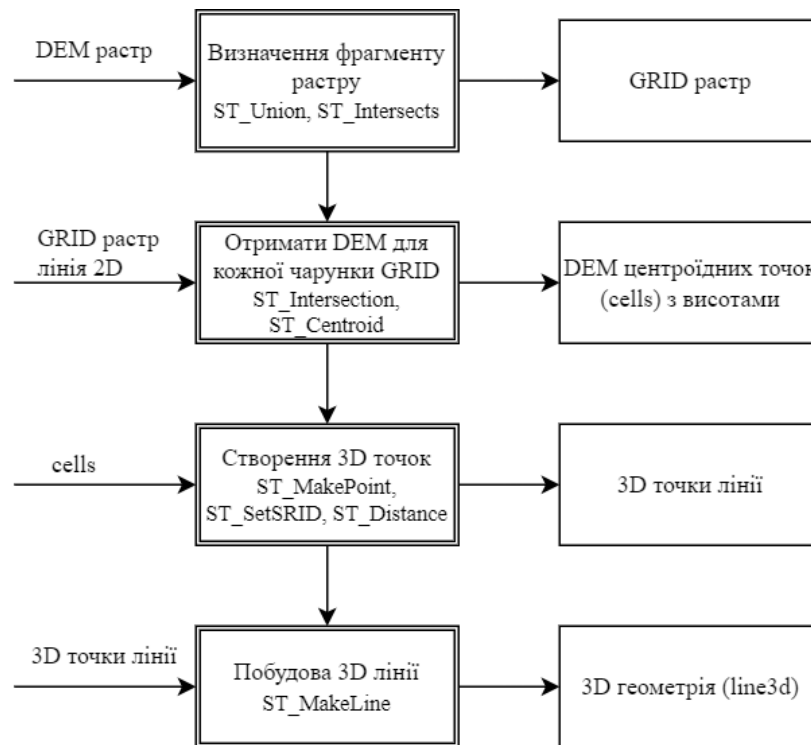 DEM растр
Визначення фрагменту
растру
ST_Union, ST_Intersects
GRID растр
GRID растр
лінія 2D
Отримати DEM для
кожної чарунки GRID
ST_Intersection,
ST_Centroid
DEM центроїдних точок
(cells) з висотами
cells
Створення 3D точок
ST_MakePoint,
ST_SetSRID, ST_Distance
3D точки лінії
3D точки лінії
Побудова 3D лінії
ST_MakeLine
3D геометрія (line3d)